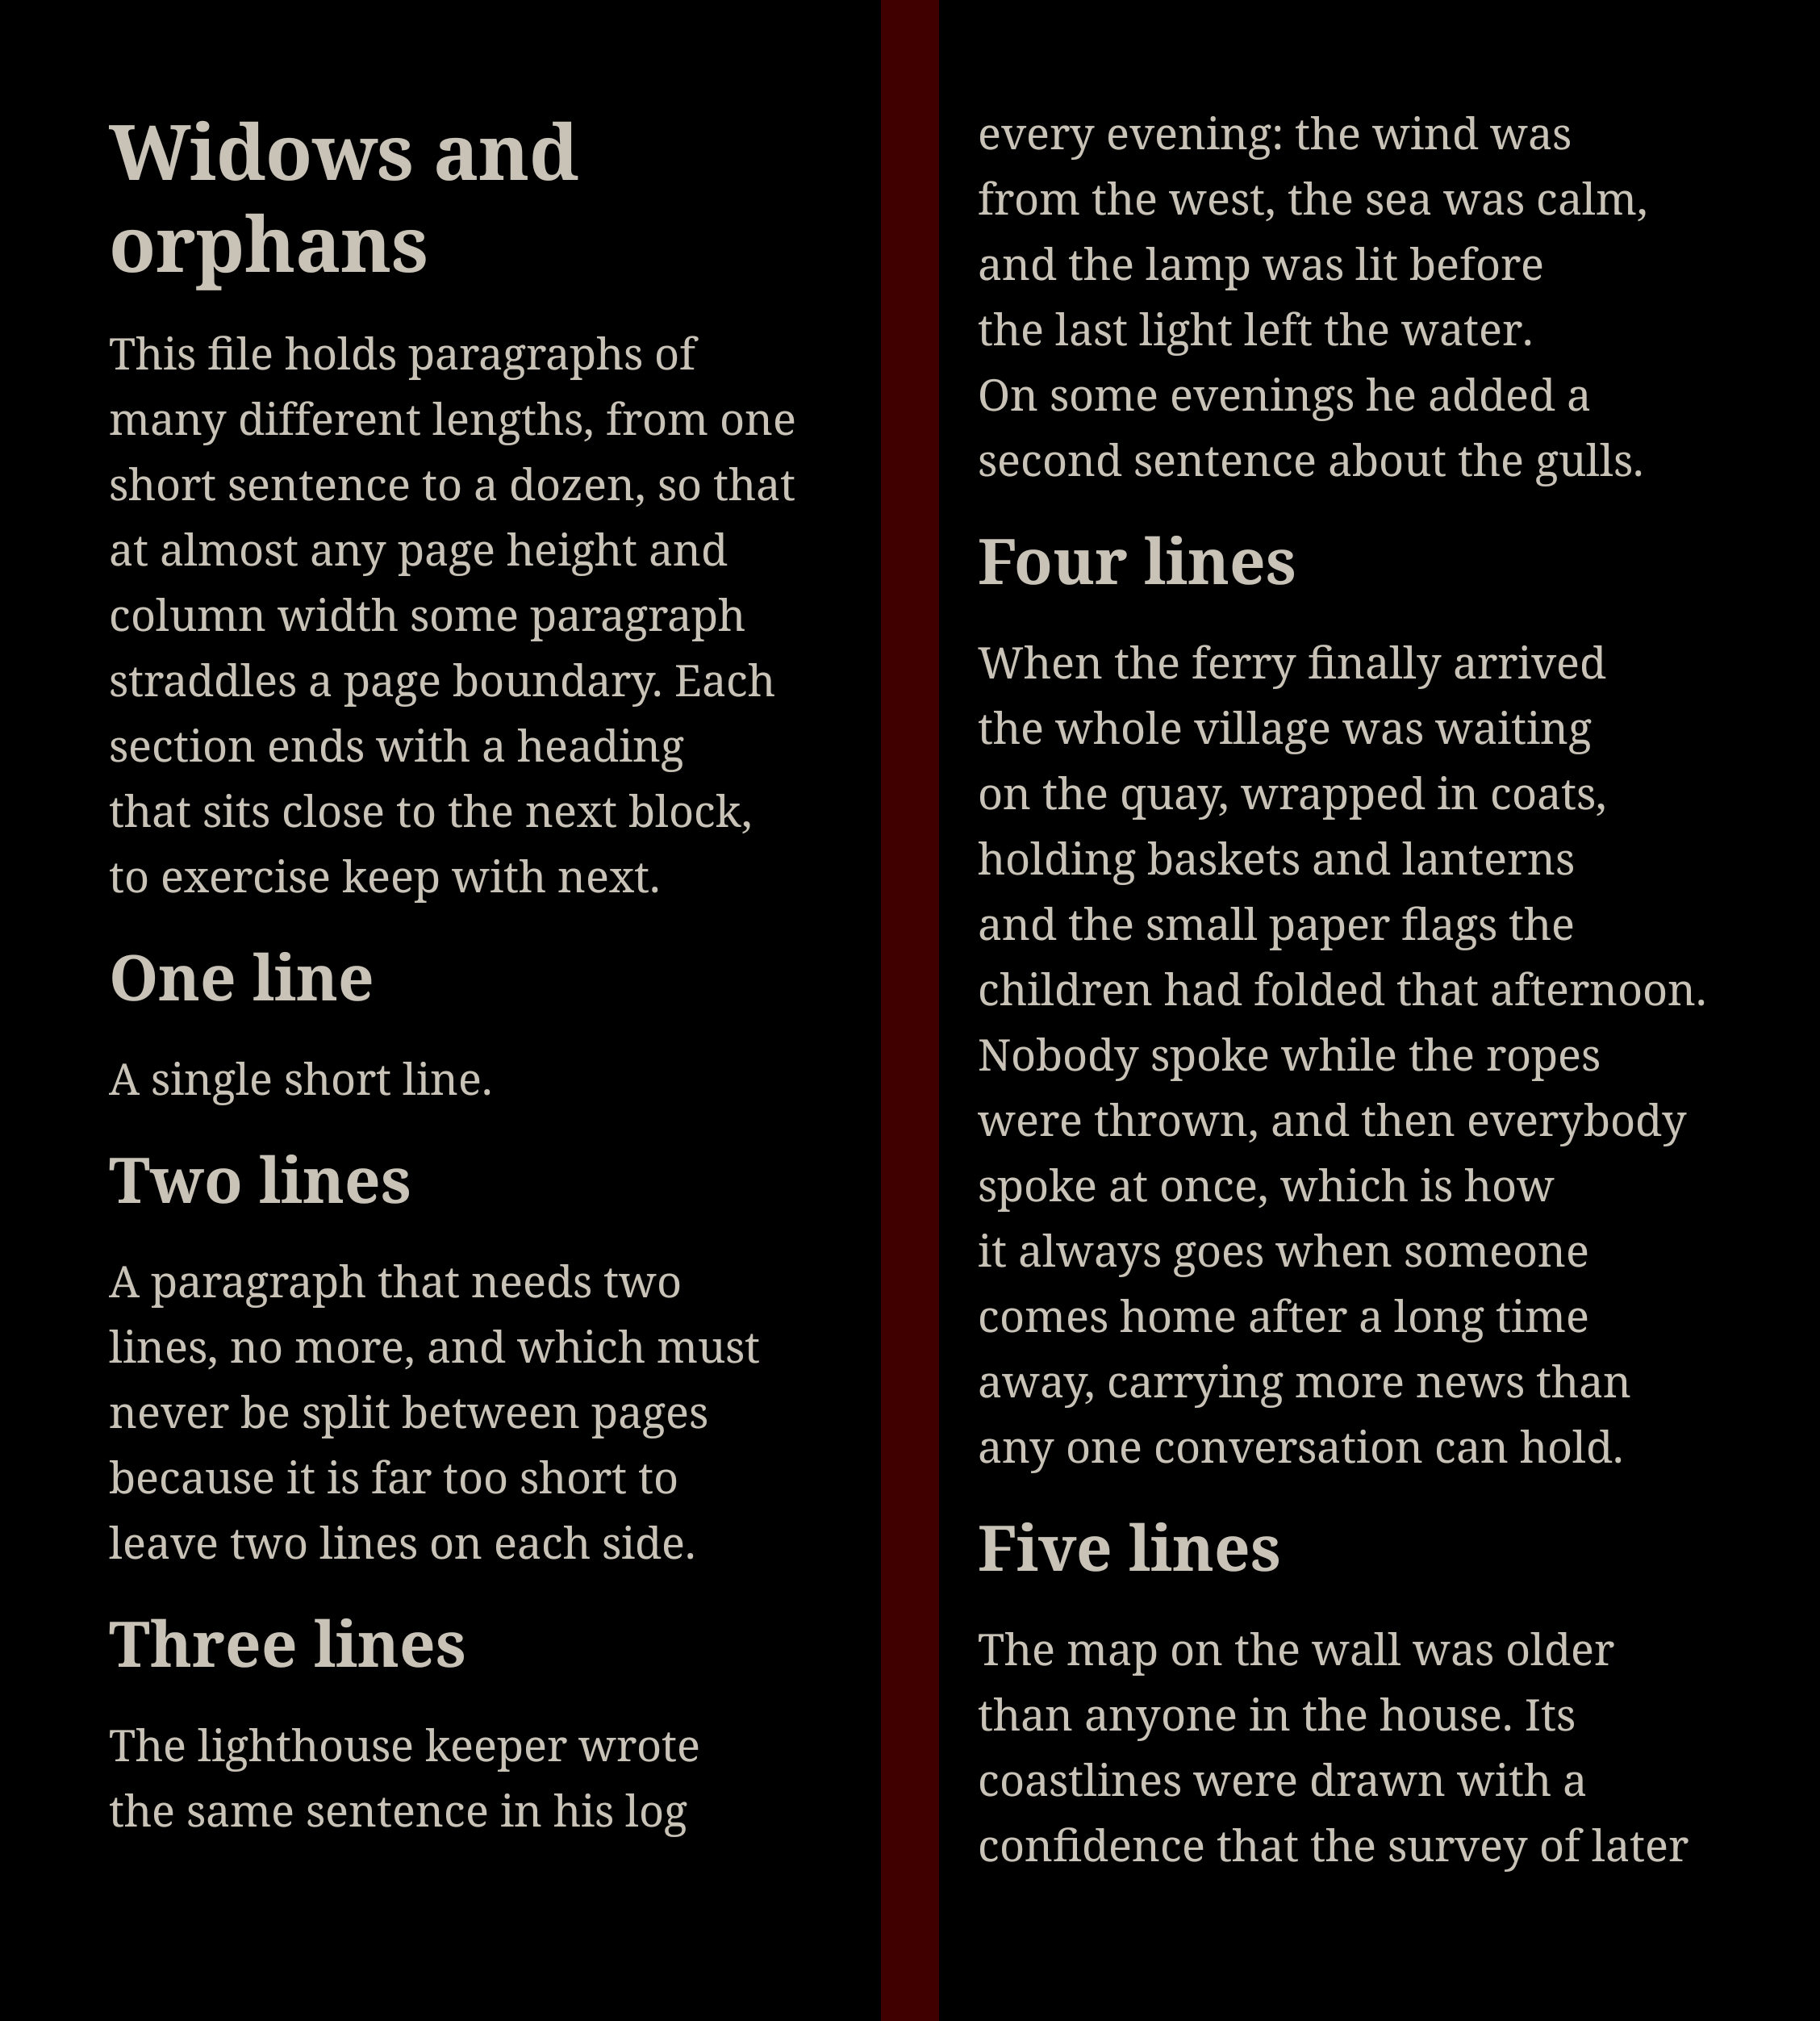 Widows and
orphans
This file holds paragraphs of
many different lengths, from one
short sentence to a dozen, so that
at almost any page height and
column width some paragraph
straddles a page boundary. Each
section ends with a heading
that sits close to the next block,
to exercise keep with next.
One line
A single short line.
Two lines
A paragraph that needs two
lines, no more, and which must
never be split between pages
because it is far too short to
leave two lines on each side.
Three lines
The lighthouse keeper wrote
the same sentence in his log
every evening: the wind was
from the west, the sea was calm,
and the lamp was lit before
the last light left the water.
On some evenings he added a
second sentence about the gulls.
Four lines
When the ferry finally arrived
the whole village was waiting
on the quay, wrapped in coats,
holding baskets and lanterns
and the small paper flags the
children had folded that afternoon.
Nobody spoke while the ropes
were thrown, and then everybody
spoke at once, which is how
it always goes when someone
comes home after a long time
away, carrying more news than
any one conversation can hold.
Five lines
The map on the wall was older
than anyone in the house. Its
coastlines were drawn with a
confidence that the survey of later